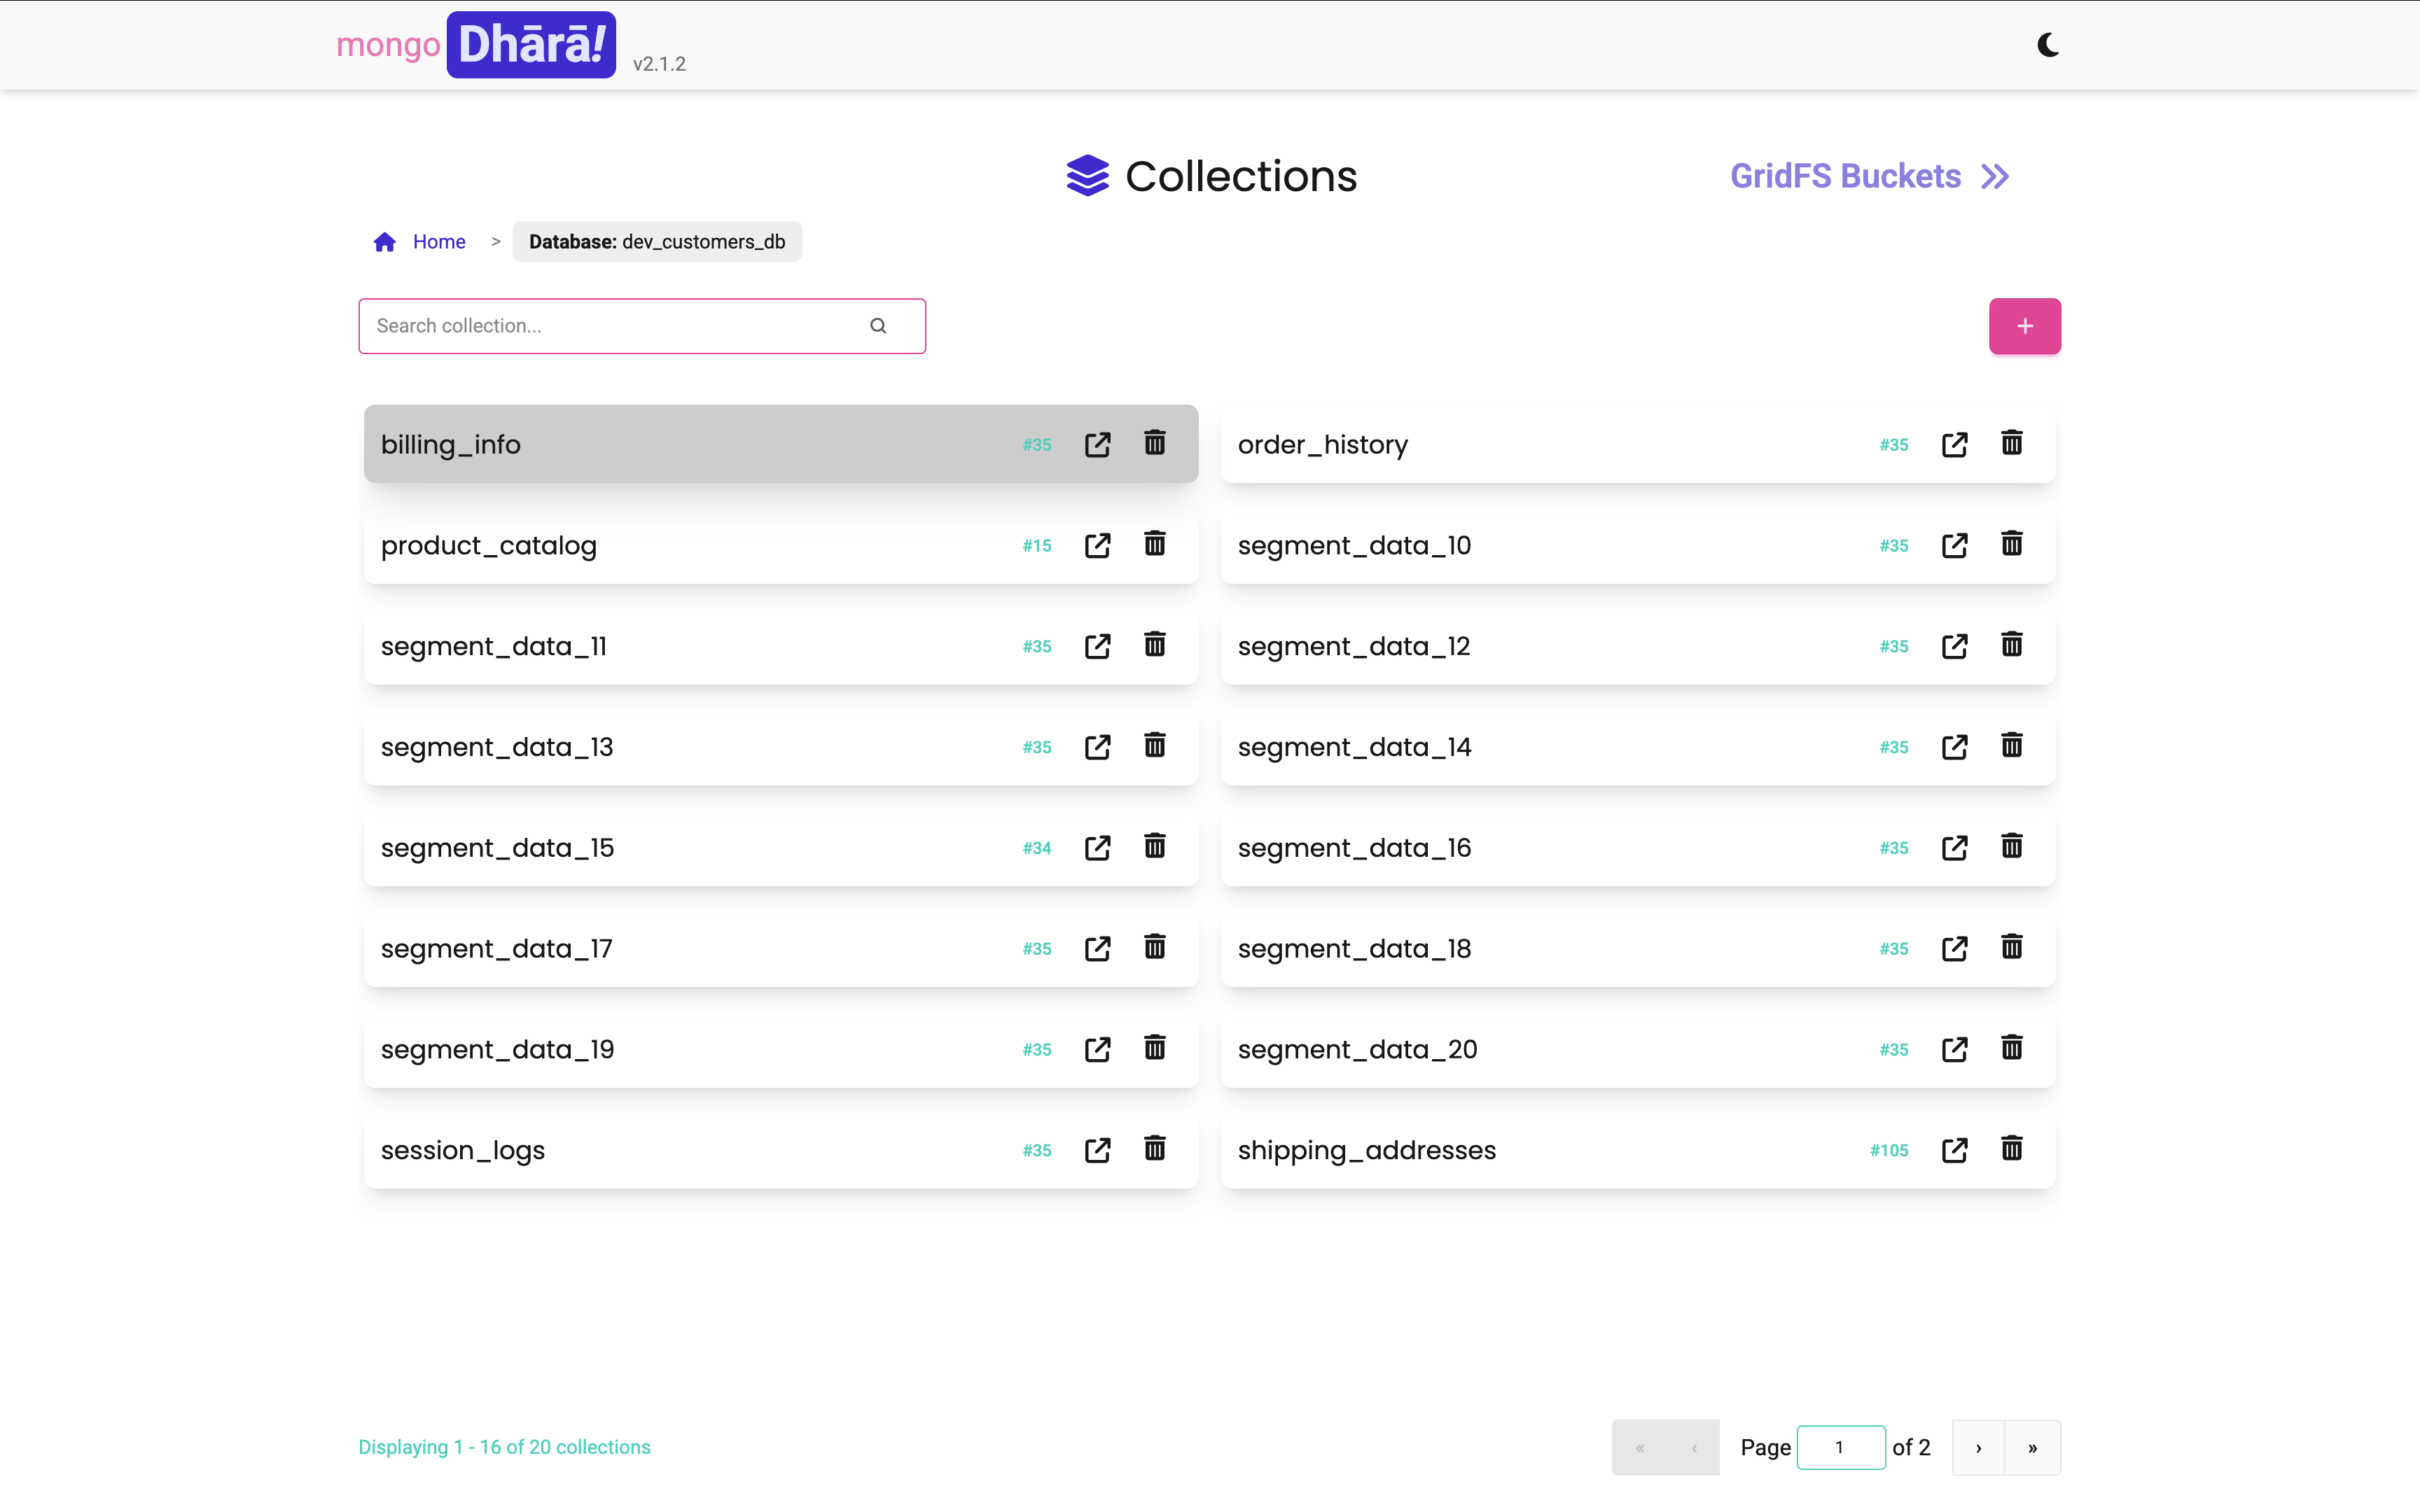 mongo Dhārā! v2.1.2
Collections
GridFS Buckets »
Home > Database: dev_customers_db
Search collection...
+
billing_info #35
order_history #35
product_catalog #15
segment_data_10 #35
segment_data_11 #35
segment_data_12 #35
segment_data_13 #35
segment_data_14 #35
segment_data_15 #34
segment_data_16 #35
segment_data_17 #35
segment_data_18 #35
segment_data_19 #35
segment_data_20 #35
session_logs #35
shipping_addresses #105
Displaying 1 - 16 of 20 collections
« ‹ Page 1 of 2 › »